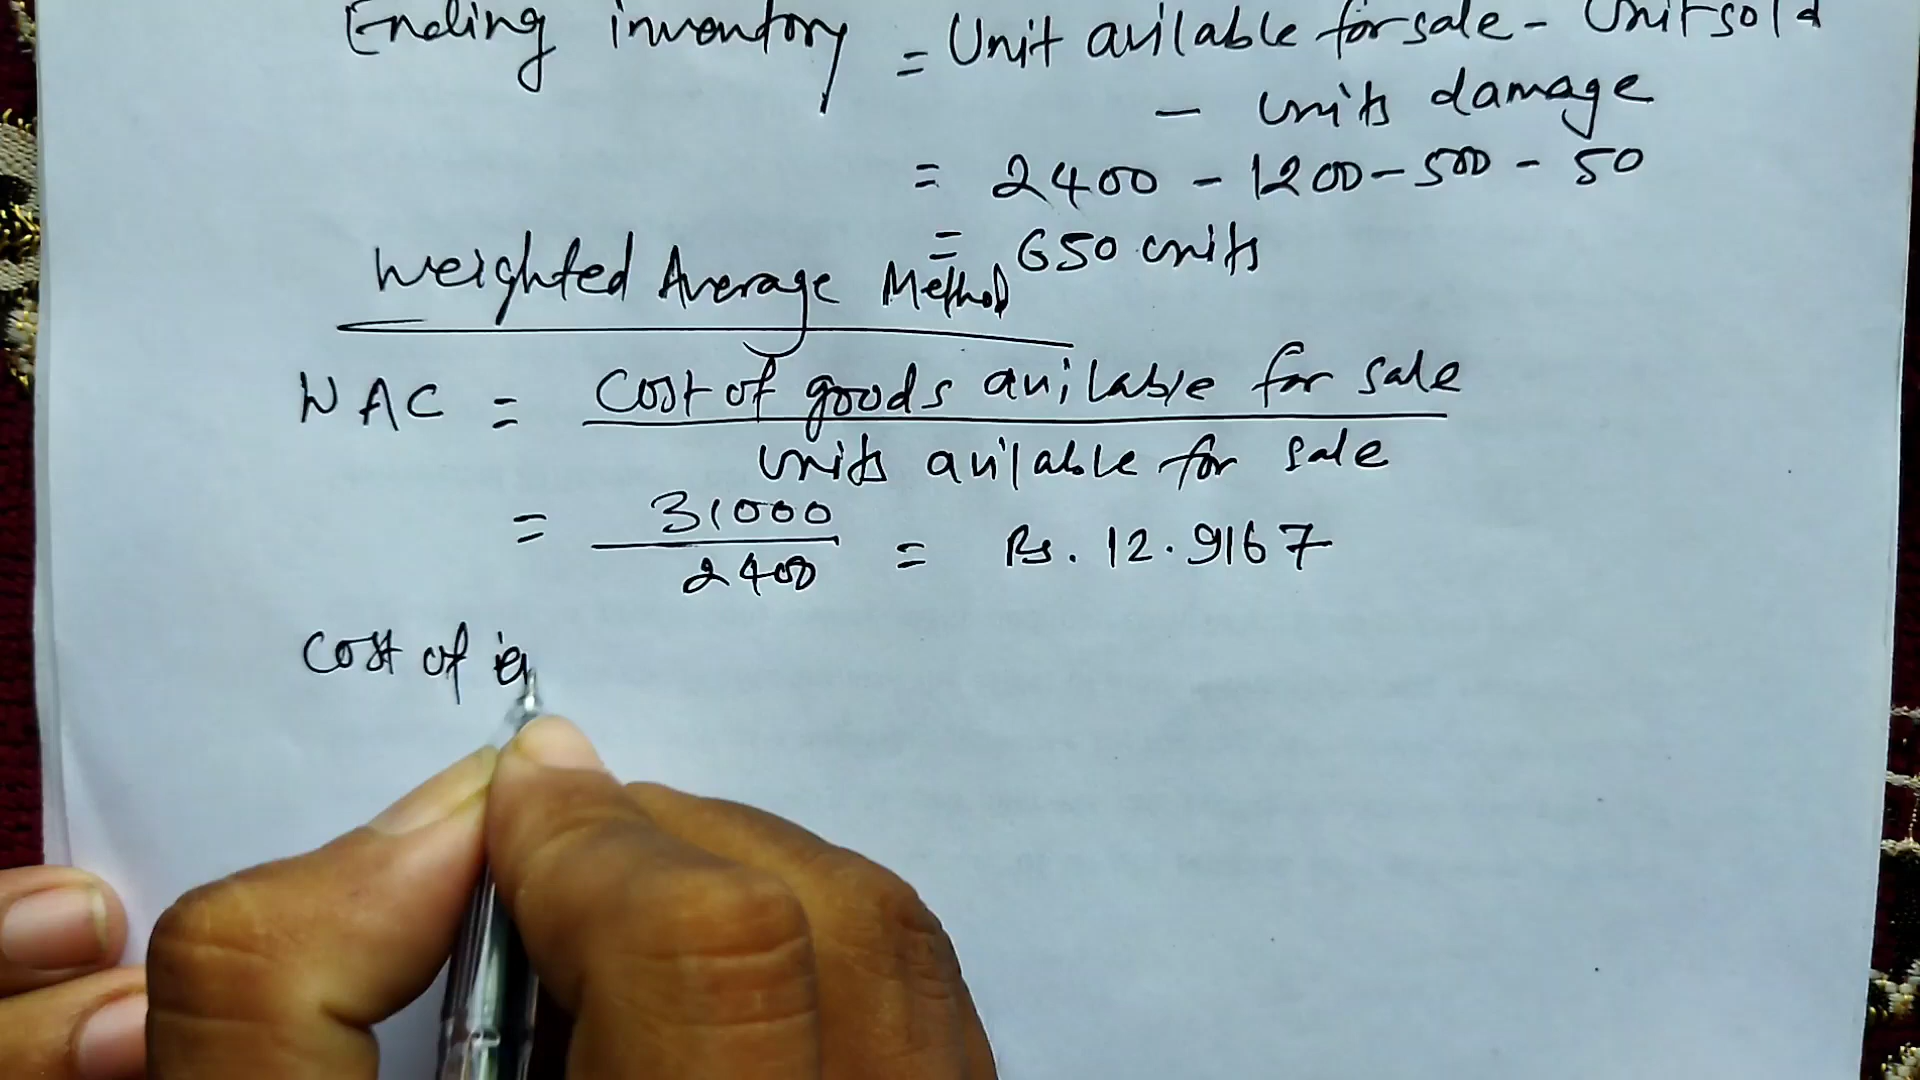 Ending inventory = Unit avilable for sale - Unit sold
- units damage
= 2400 - 1200 - 500 - 50
= 650 units
Weighted Average Method
WAC = Cost of goods avilable for sale
units avilable for sale
= 31000
2400
= Rs. 12.9167
Cost of